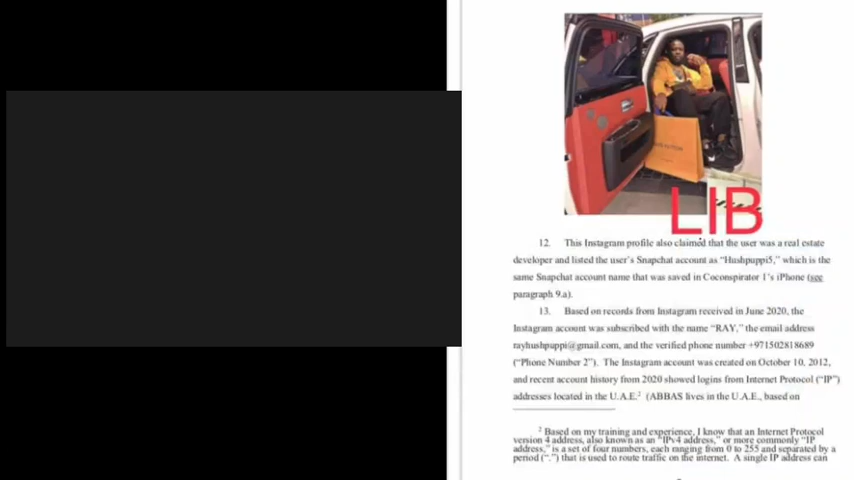 LIB
12. This Instagram profile also claimed that the user was a real estate
developer and listed the user's Snapchat account as "Hushpuppi5," which is the
same Snapchat account name that was saved in Coconspirator 1's iPhone (see
paragraph 9.a).
13. Based on records from Instagram received in June 2020, the
Instagram account was subscribed with the name "RAY," the email address
rayhushpuppi@gmail.com, and the verified phone number +971502818689
("Phone Number 2"). The Instagram account was created on October 10, 2012,
and recent account history from 2020 showed logins from Internet Protocol ("IP")
addresses located in the U.A.E.2 (ABBAS lives in the U.A.E., based on
2 Based on my training and experience, I know that an Internet Protocol
version 4 address, also known as an "IPv4 address," or more commonly "IP
address," is a set of four numbers, each ranging from 0 to 255 and separated by a
period (".") that is used to route traffic on the internet. A single IP address can